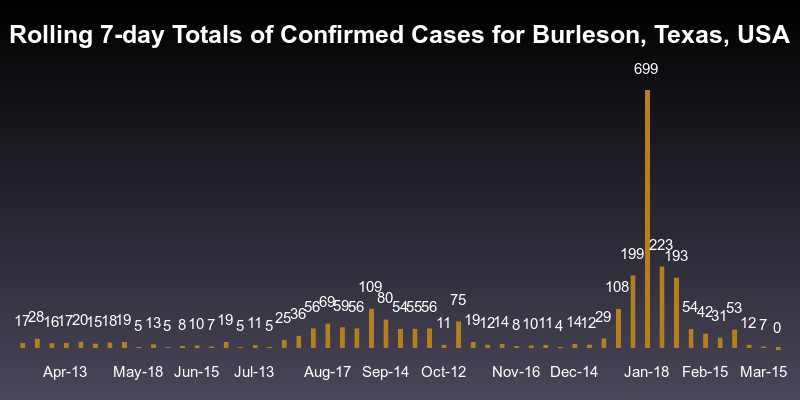 Rolling 7-day Totals of Confirmed Cases for Burleson, Texas, USA
699
223
199
193
109
108
80
75
69
56 59 56 54 55 56 54 42 31 53
17 28 16 17 20 15 18 19 5 13 5 8 10 7 19 5 11 5 25 36 11 19 12 14 8 10 11 4 14 12 29 12 7 0
Apr-13 May-18 Jun-15 Jul-13 Aug-17 Sep-14 Oct-12 Nov-16 Dec-14 Jan-18 Feb-15 Mar-15